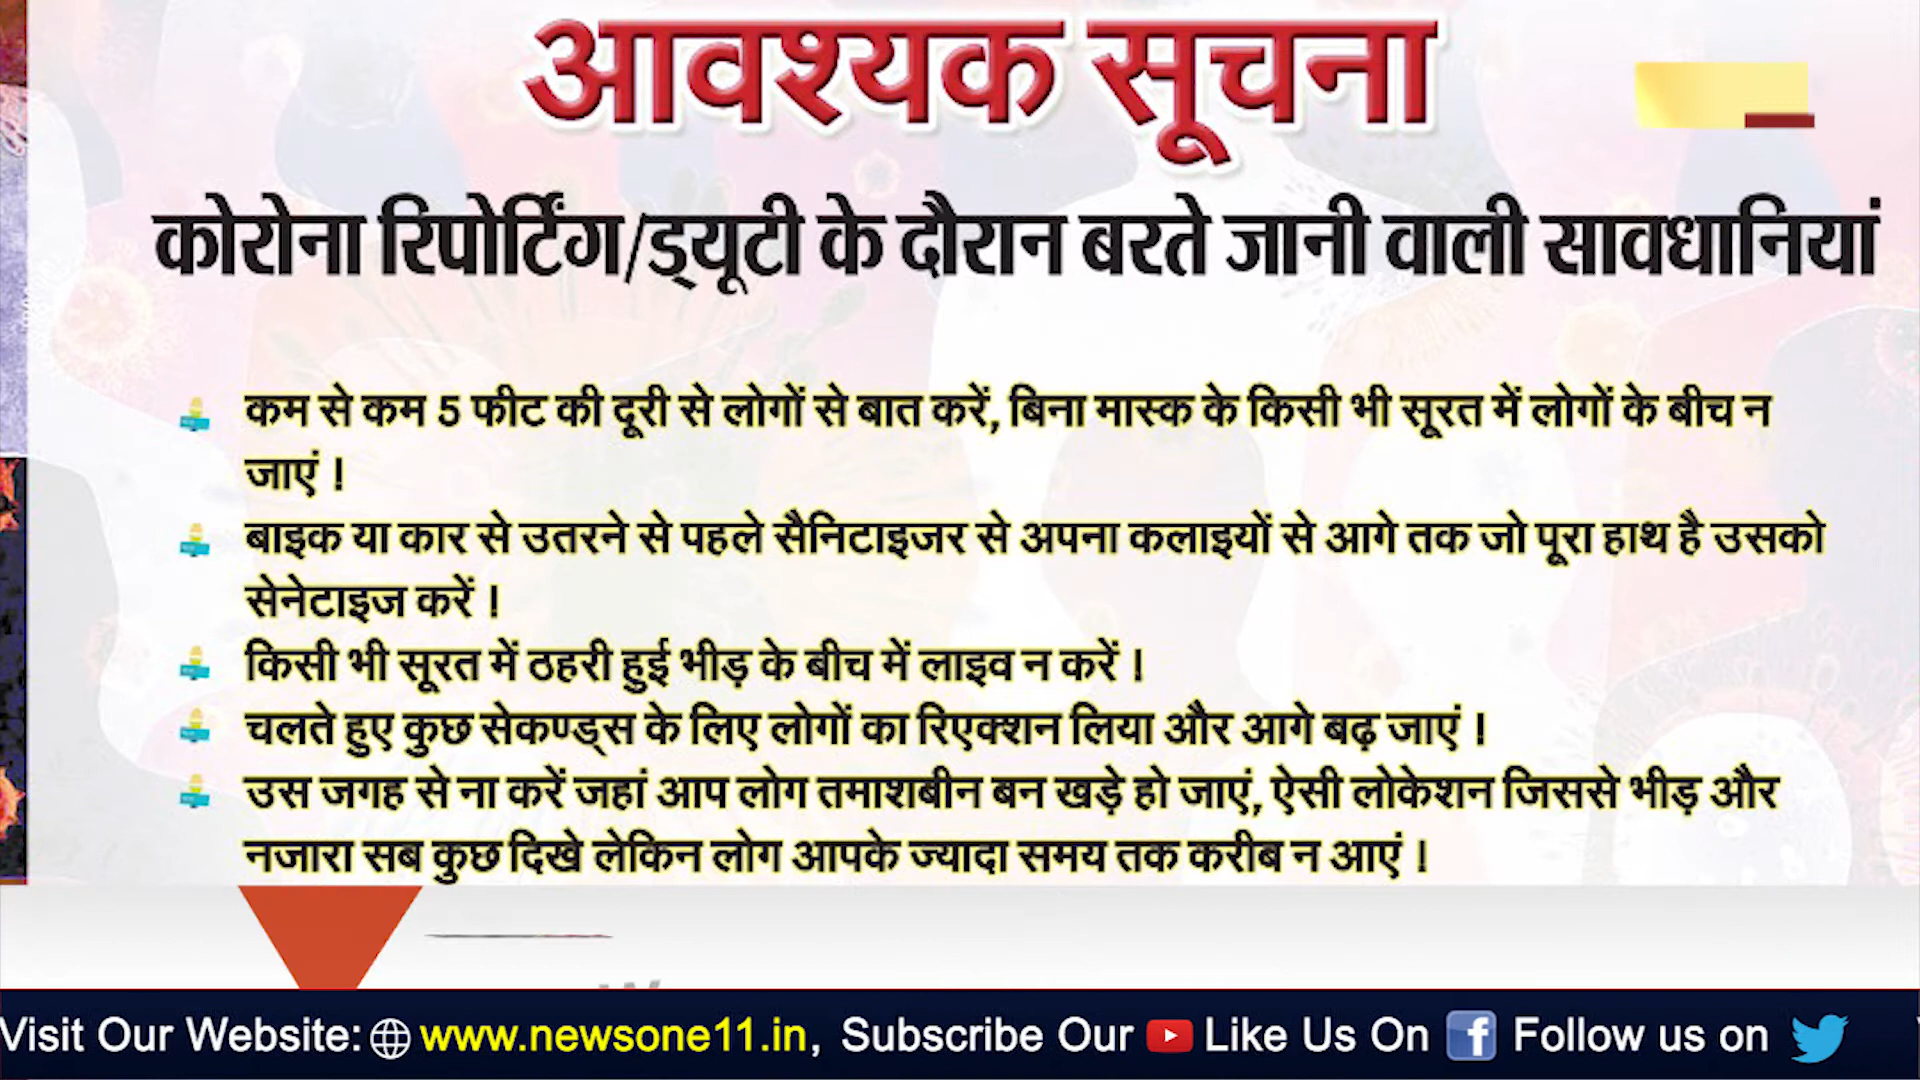 आवश्यक सूचना
कोरोना रिपोर्टिंग/ड्यूटी के दौरान बरते जानी वाली सावधानियां
कम से कम 5 फीट की दूरी से लोगों से बात करें, बिना मास्क के किसी भी सूरत में लोगों के बीच न
जाएं !
बाइक या कार से उतरने से पहले सैनिटाइजर से अपना कलाइयों से आगे तक जो पूरा हाथ है उसको
सेनेटाइज करें !
किसी भी सूरत में ठहरी हुई भीड़ के बीच में लाइव न करें !
चलते हुए कुछ सेकण्ड्स के लिए लोगों का रिएक्शन लिया और आगे बढ़ जाएं !
उस जगह से ना करें जहां आप लोग तमाशबीन बन खड़े हो जाएं, ऐसी लोकेशन जिससे भीड़ और
नजारा सब कुछ दिखे लेकिन लोग आपके ज्यादा समय तक करीब न आएं !
Visit Our Website: www.newsone11.in, Subscribe Our Like Us On Follow us on